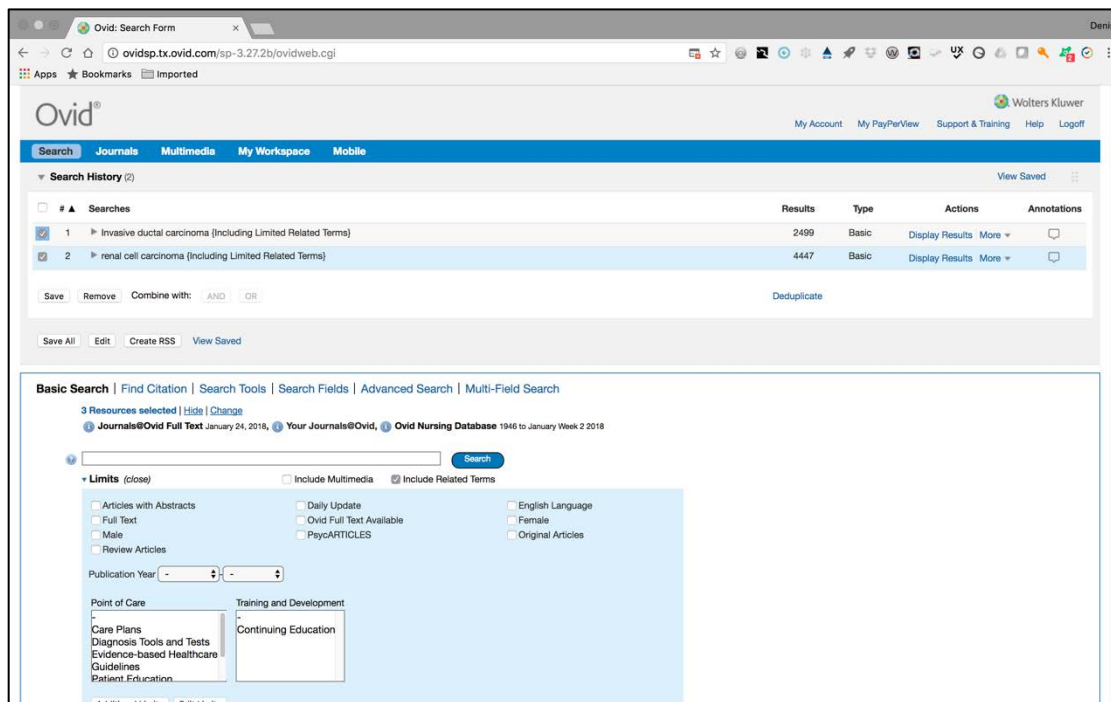 Ovid: Search Form
Deni
ovidsp.tx.ovid.com/sp-3.27.2b/ovidweb.cgi
Apps Bookmarks Imported
Ovid®
Wolters Kluwer
My Account My PayPerView Support & Training Help Logoff
Search Journals Multimedia My Workspace Mobile
Search History (2) View Saved
# ▲ Searches Results Type Actions Annotations
1 Invasive ductal carcinoma {Including Limited Related Terms} 2499 Basic Display Results More
2 renal cell carcinoma {Including Limited Related Terms} 4447 Basic Display Results More
Save Remove Combine with: AND OR Deduplicate
Save All Edit Create RSS View Saved
Basic Search | Find Citation | Search Tools | Search Fields | Advanced Search | Multi-Field Search
3 Resources selected | Hide | Change
Journals@Ovid Full Text January 24, 2018, Your Journals@Ovid, Ovid Nursing Database 1946 to January Week 2 2018
Search
Limits (close) Include Multimedia Include Related Terms
Articles with Abstracts Daily Update English Language
Full Text Ovid Full Text Available Female
Male PsycARTICLES Original Articles
Review Articles
Publication Year - - -
Point of Care Training and Development
- -
Care Plans Continuing Education
Diagnosis Tools and Tests
Evidence-based Healthcare
Guidelines
Patient Education